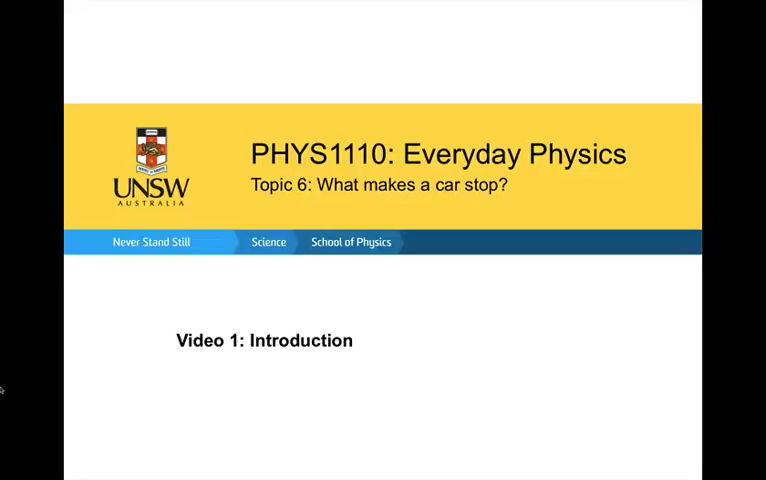 PHYS1110: Everyday Physics
Topic 6: What makes a car stop?
UNSW
AUSTRALIA
Never Stand Still
Science
School of Physics
Video 1: Introduction